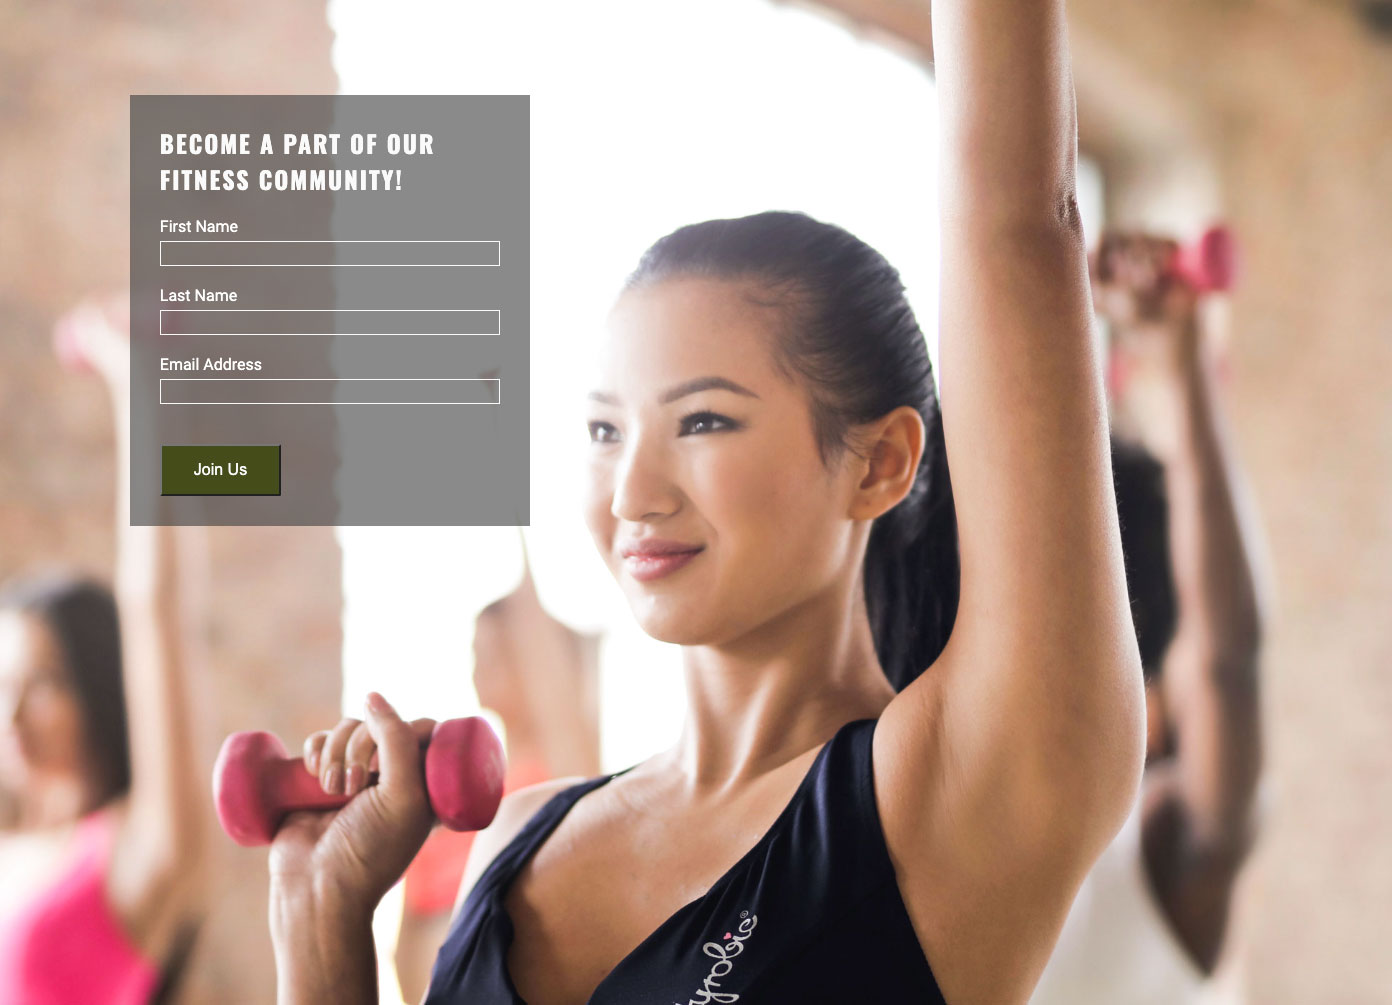 BECOME A PART OF OUR
FITNESS COMMUNITY!
First Name
Last Name
Email Address
Join Us